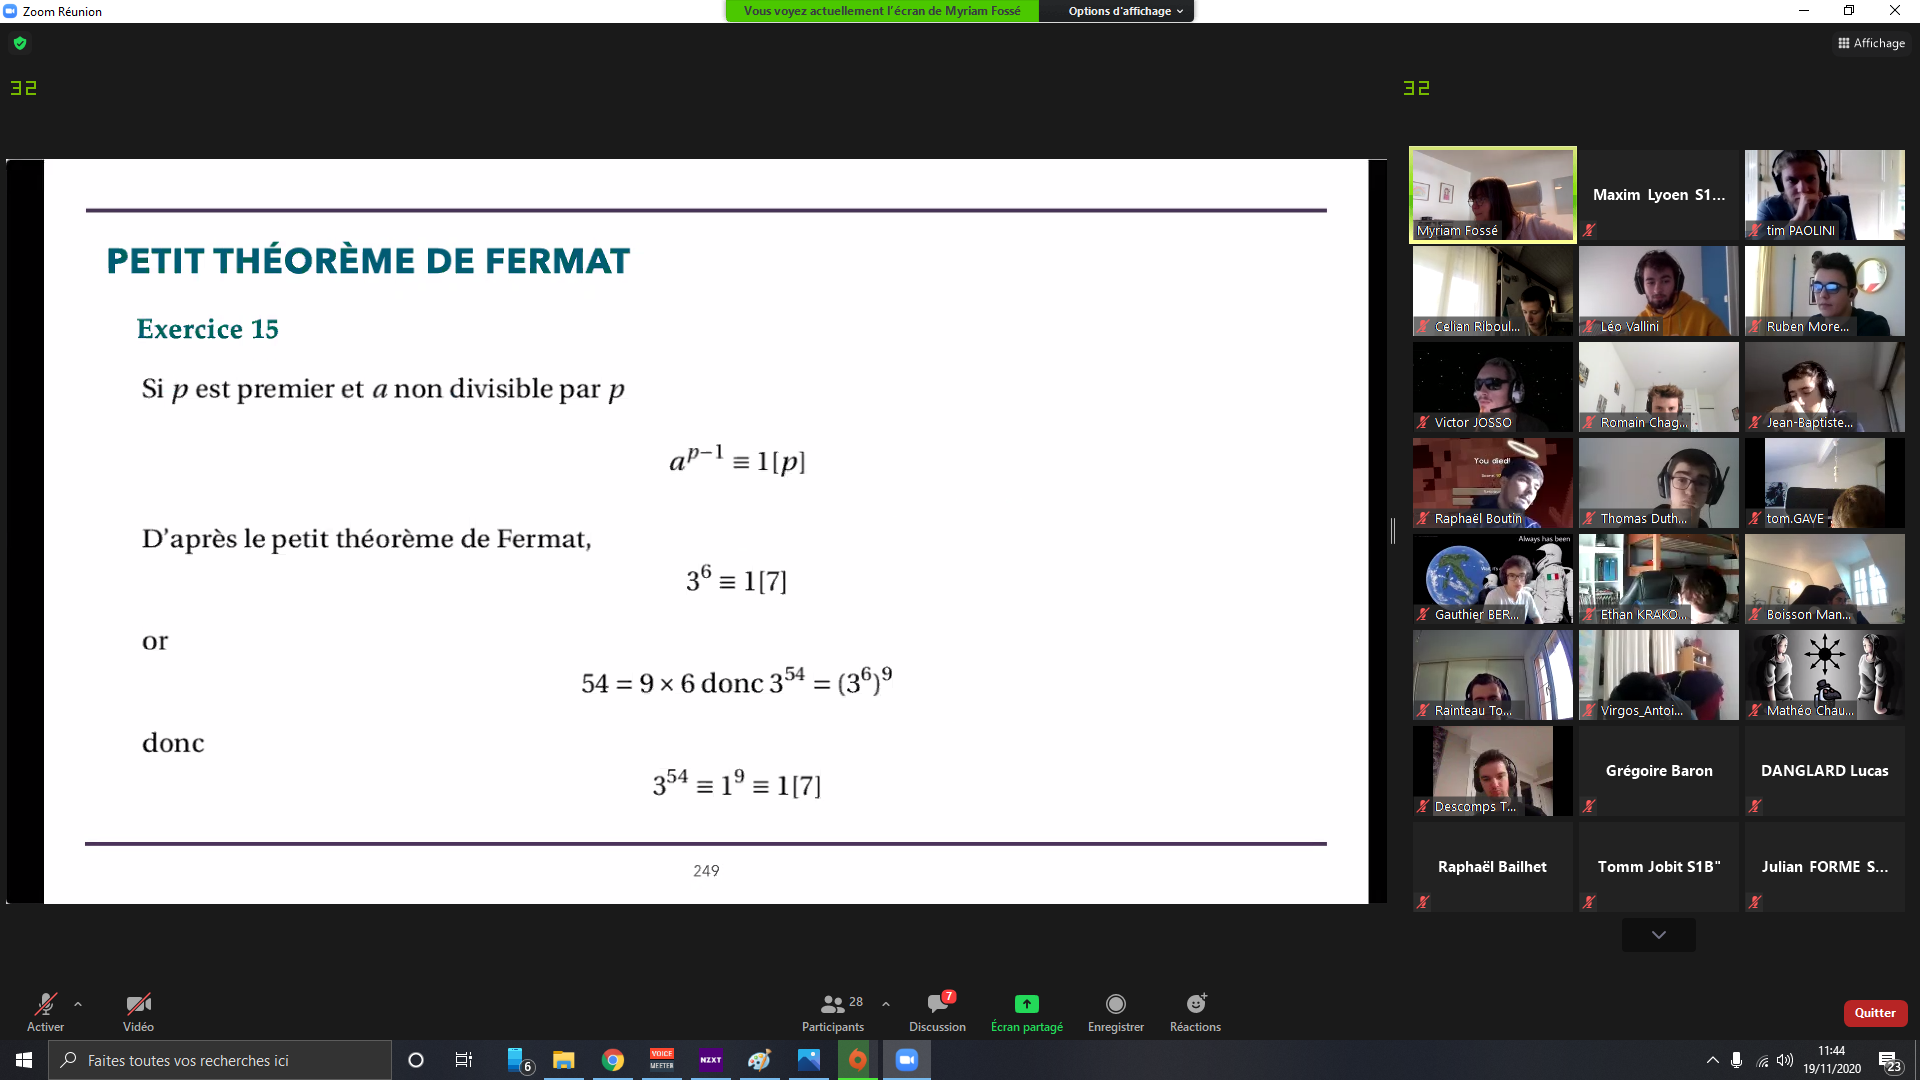 Zoom Réunion
Vous voyez actuellement l'écran de Myriam Fossé
Options d'affichage
Affichage
32
32
PETIT THÉORÈME DE FERMAT
Exercice 15
Si p est premier et a non divisible par p
a^{p−1} ≡ 1[p]
D'après le petit théorème de Fermat,
3^6 ≡ 1[7]
or
54 = 9 × 6 donc 3^{54} = (3^6)^9
donc
3^{54} ≡ 1^9 ≡ 1[7]
249
Myriam Fossé
Maxim Lyoen S1...
tim PAOLINI
Celian Riboul...
Léo Vallini
Ruben More...
Victor JOSSO
Romain Chag...
Jean-Baptiste...
You died!
Raphaël Boutin
Thomas Duth...
tom.GAVE
Always has been
Gauthier BER...
Ethan KRAKO...
Boisson Man...
Rainteau To...
Virgos_Antoi...
Mathéo Chau...
Descomps T...
Grégoire Baron
DANGLARD Lucas
Raphaël Bailhet
Tomm Jobit S1B"
Julian FORME S...
Activer
Vidéo
28
Participants
7
Discussion
Écran partagé
Enregistrer
Réactions
Quitter
Faites toutes vos recherches ici
6
VOICE
MEETER
NZXT
11:44
19/11/2020
23